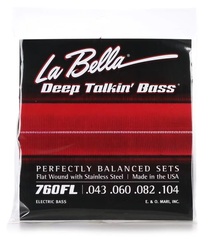 La Bella
Deep Talkin' Bass
PERFECTLY BALANCED SETS
Flat Wound with Stainless Steel | Made in the USA
760FL .043 .060 .082 .104
ELECTRIC BASS E. & O. MARI, INC.